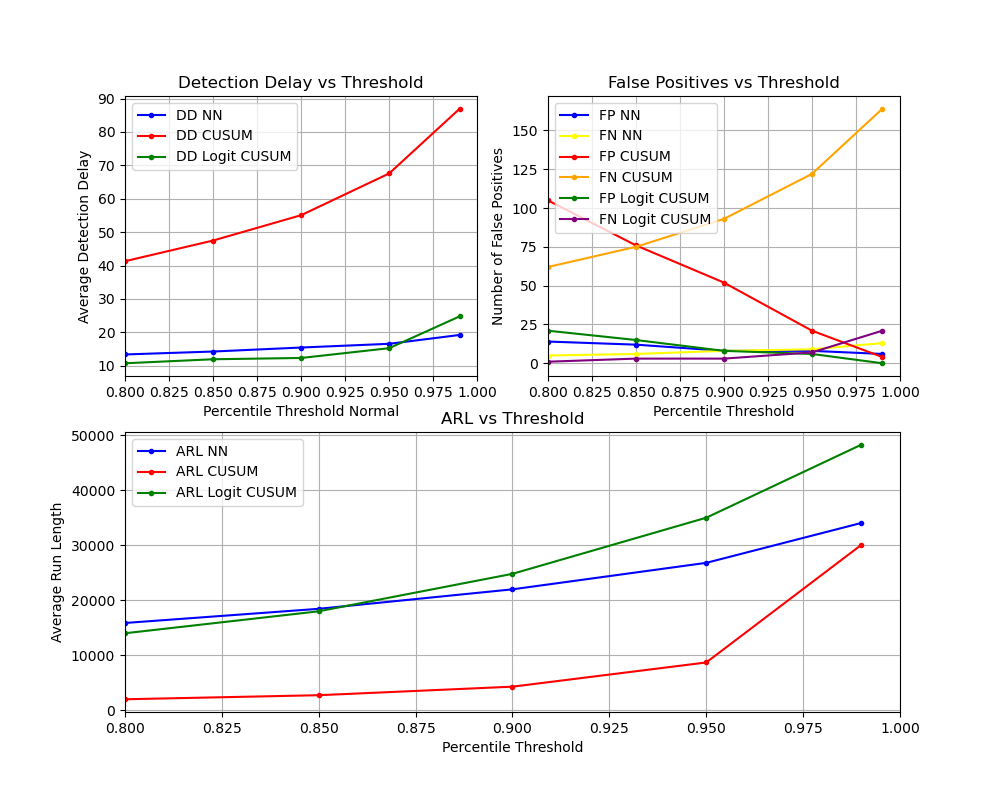 Detection Delay vs Threshold
DD NN
DD CUSUM
DD Logit CUSUM
90
80
70
60
50
40
30
20
10
Average Detection Delay
0.800 0.825 0.850 0.875 0.900 0.925 0.950 0.975 1.000
Percentile Threshold Normal
False Positives vs Threshold
FP NN
FN NN
FP CUSUM
FN CUSUM
FP Logit CUSUM
FN Logit CUSUM
150
125
100
75
50
25
0
Number of False Positives
0.800 0.825 0.850 0.875 0.900 0.925 0.950 0.975 1.000
Percentile Threshold
ARL vs Threshold
ARL NN
ARL CUSUM
ARL Logit CUSUM
50000
40000
30000
20000
10000
0
Average Run Length
0.800 0.825 0.850 0.875 0.900 0.925 0.950 0.975 1.000
Percentile Threshold